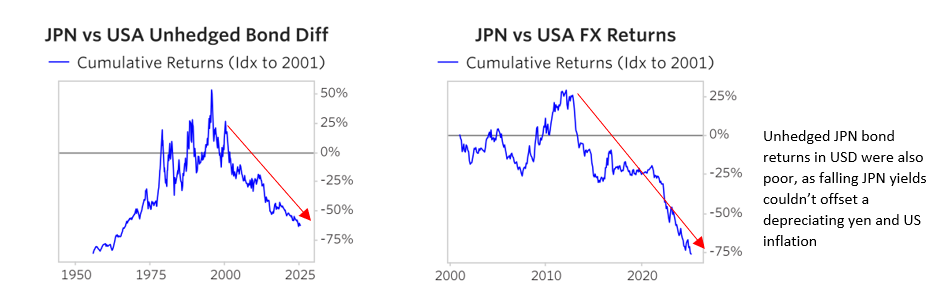 JPN vs USA Unhedged Bond Diff
Cumulative Returns (Idx to 2001)
50%
25%
0%
-25%
-50%
-75%
1950
1975
2000
2025
JPN vs USA FX Returns
Cumulative Returns (Idx to 2001)
25%
0%
-25%
-50%
-75%
2000
2010
2020
Unhedged JPN bond
returns in USD were also
poor, as falling JPN yields
couldn’t offset a
depreciating yen and US
inflation